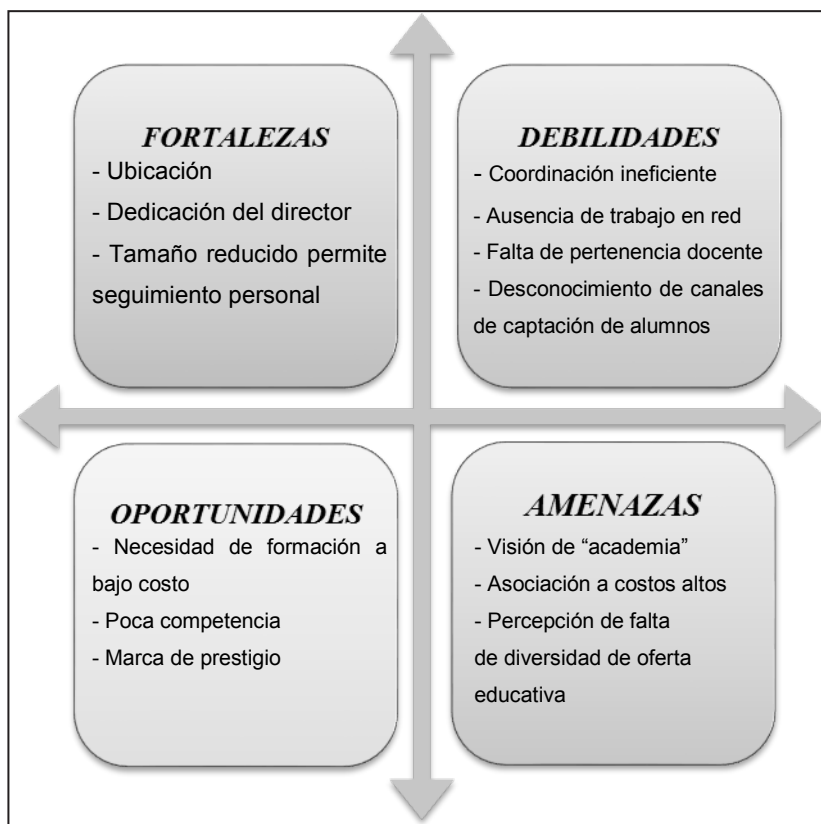 FORTALEZAS
- Ubicación
- Dedicación del director
- Tamaño reducido permite
seguimiento personal
DEBILIDADES
- Coordinación ineficiente
- Ausencia de trabajo en red
- Falta de pertenencia docente
- Desconocimiento de canales
de captación de alumnos
OPORTUNIDADES
- Necesidad de formación a
bajo costo
- Poca competencia
- Marca de prestigio
AMENAZAS
- Visión de “academia”
- Asociación a costos altos
- Percepción de falta
de diversidad de oferta
educativa